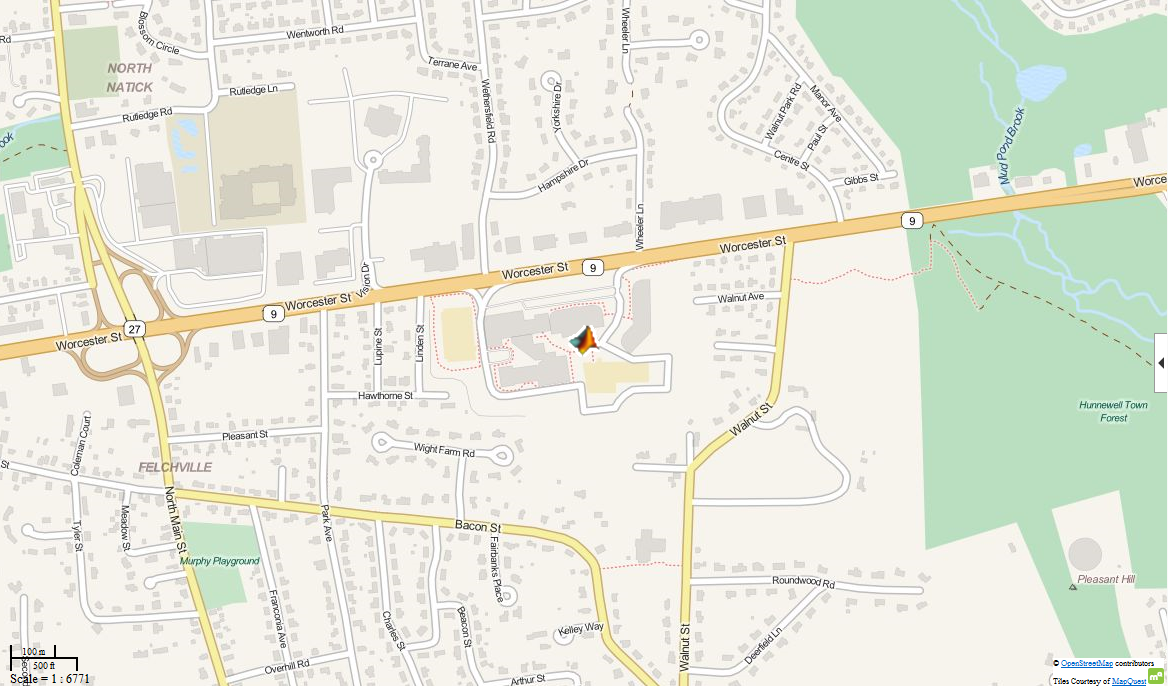 Blossom Circle
Wentworth Rd
Wheeler Ln
Rd
Terrane Ave
NORTH
NATICK
Rutledge Ln
Rutledge Rd
Wethersfield Rd
Yorkshire Dr
Walnut Park Rd
Manor Ave
Paul St
Centre St
Gibbs St
Mud Pond Brook
ook
Hampshire Dr
Wheeler Ln
Worce
9
Worcester St
Worcester St
9
Vision Dr
Worcester St
9
27
Worcester St
Walnut Ave
Lupine St
Linden St
Hawthorne St
Walnut St
Hunnewell Town
Forest
Coleman Court
Pleasant St
Wight Farm Rd
FELCHVILLE
St
North Main St
Park Ave
Bacon St
Tyler St
Meadow St
Fairbanks Place
Murphy Playground
Roundwood Rd
Pleasant Hill
Franconia Ave
Charles St
Beacon St
Kelley Way
Deerfield Ln
Walnut St
Overhill Rd
Arthur St
100 m
500 ft
Scale = 1 : 6771
© OpenStreetMap contributors
Tiles Courtesy of MapQuest